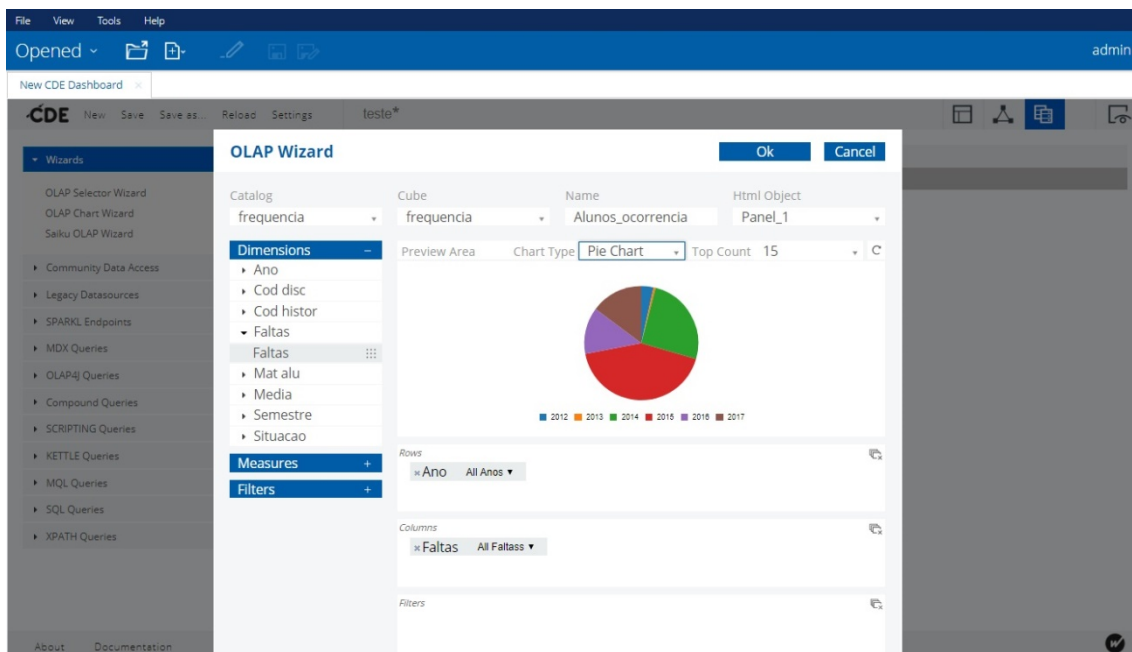 File View Tools Help
Opened admin
New CDE Dashboard ×
CDE New Save Save as... Reload Settings teste*
Wizards
OLAP Selector Wizard
OLAP Chart Wizard
Saiku OLAP Wizard
Community Data Access
Legacy Datasources
SPARKL Endpoints
MDX Queries
OLAP4J Queries
Compound Queries
SCRIPTING Queries
KETTLE Queries
MQL Queries
SQL Queries
XPATH Queries
About Documentation
OLAP Wizard Ok Cancel
Catalog Cube Name Html Object
frequencia frequencia Alunos_ocorrencia Panel_1
Dimensions –
Ano
Cod disc
Cod histor
Faltas
Faltas
Mat alu
Media
Semestre
Situacao
Measures +
Filters +
Preview Area Chart Type Pie Chart Top Count 15
2012 2013 2014 2015 2016 2017
Rows
×Ano All Anos ▼
Columns
×Faltas All Faltass ▼
Filters